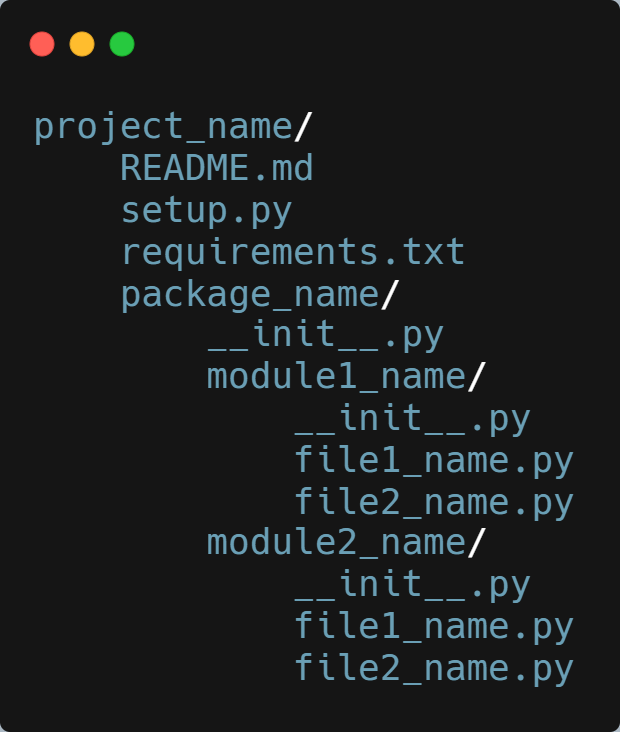 project_name/
README.md
setup.py
requirements.txt
package_name/
__init__.py
module1_name/
__init__.py
file1_name.py
file2_name.py
module2_name/
__init__.py
file1_name.py
file2_name.py